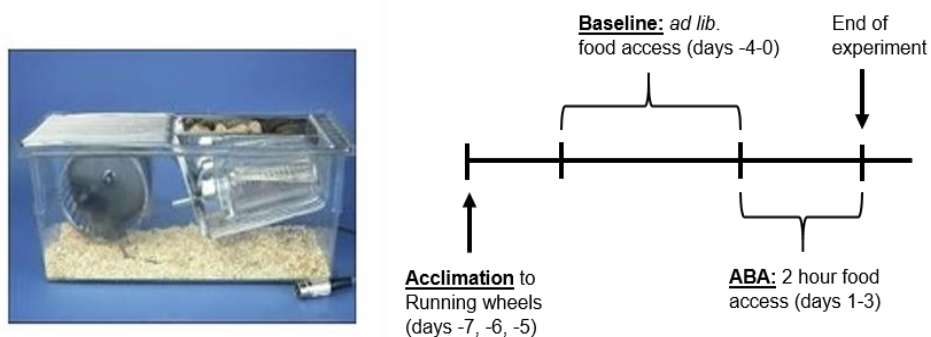 Baseline: ad lib.
food access (days -4-0)
End of
experiment
Acclimation to
Running wheels
(days -7, -6, -5)
ABA: 2 hour food
access (days 1-3)